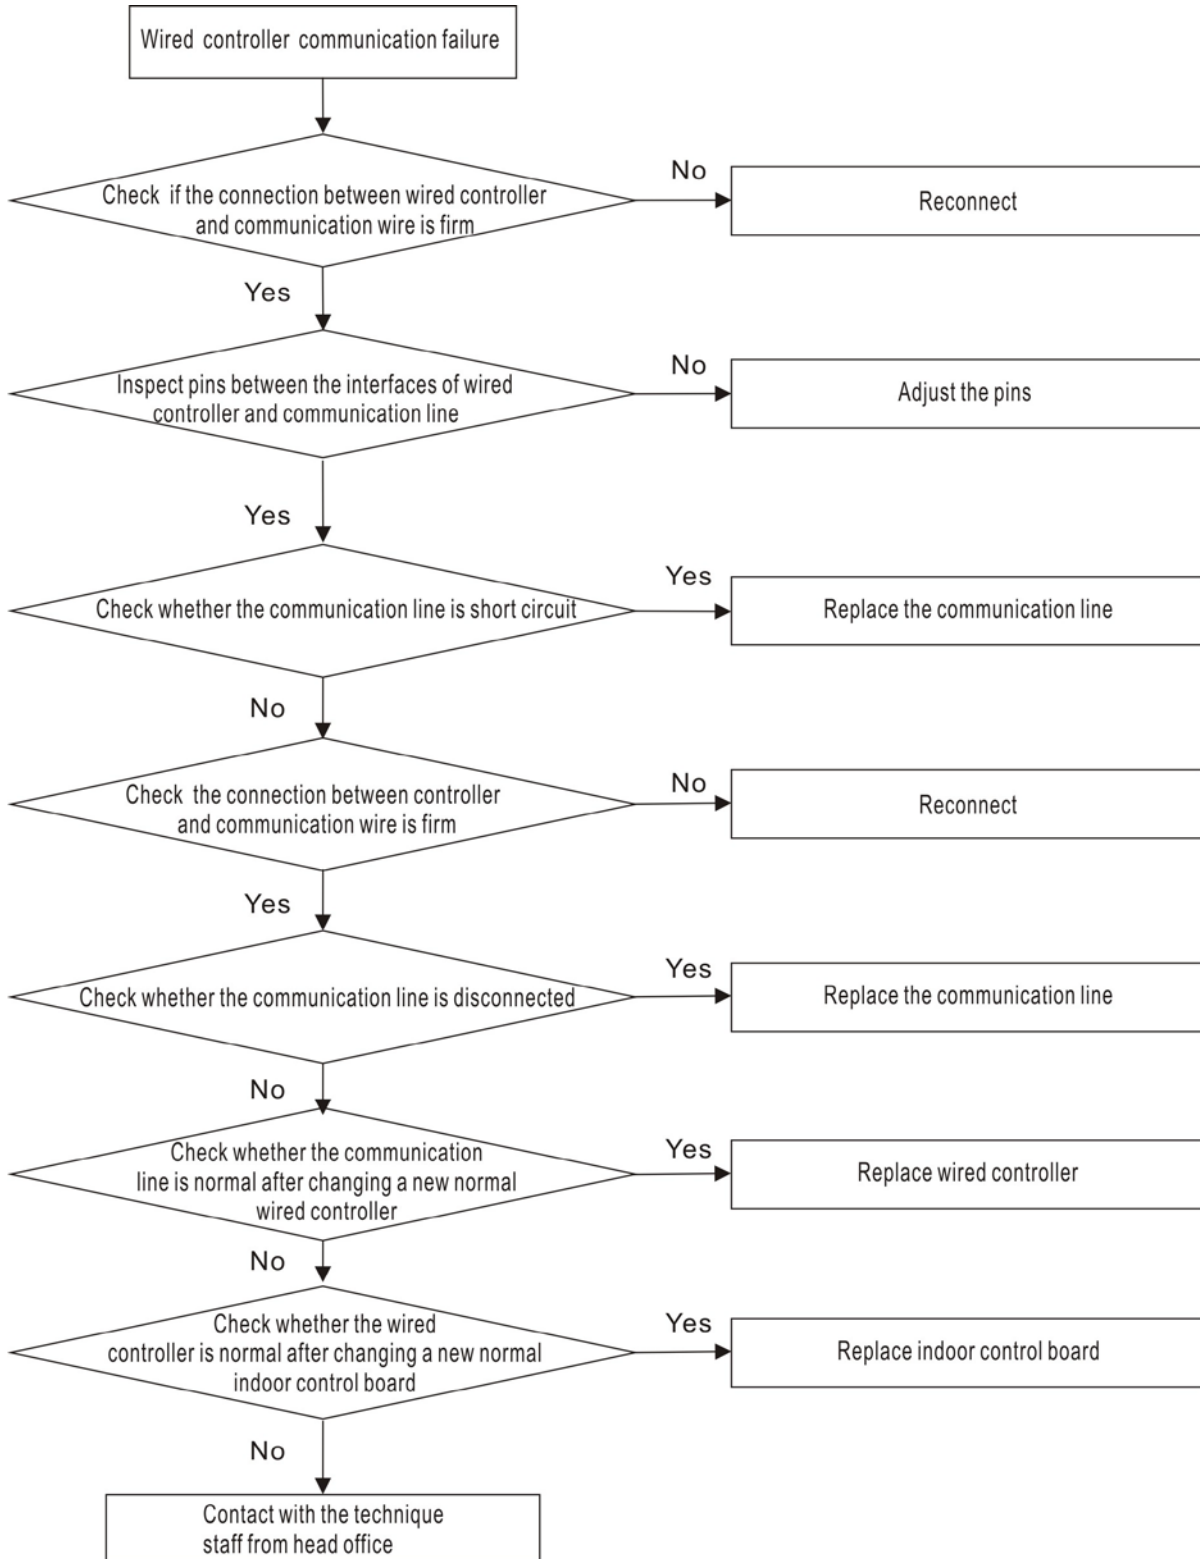 Wired controller communication failure
Check if the connection between wired controller
and communication wire is firm
No
Reconnect
Yes
Inspect pins between the interfaces of wired
controller and communication line
No
Adjust the pins
Yes
Check whether the communication line is short circuit
Yes
Replace the communication line
No
Check the connection between controller
and communication wire is firm
No
Reconnect
Yes
Check whether the communication line is disconnected
Yes
Replace the communication line
No
Check whether the communication
line is normal after changing a new normal
wired controller
Yes
Replace wired controller
No
Check whether the wired
controller is normal after changing a new normal
indoor control board
Yes
Replace indoor control board
No
Contact with the technique
staff from head office